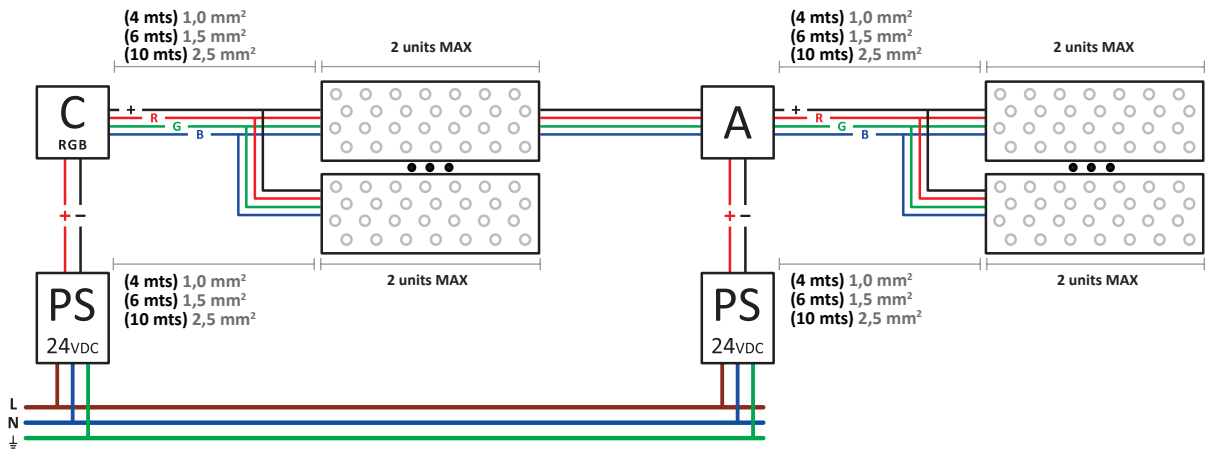 (4 mts) 1,0 mm²
(6 mts) 1,5 mm²
(10 mts) 2,5 mm²
2 units MAX
(4 mts) 1,0 mm²
(6 mts) 1,5 mm²
(10 mts) 2,5 mm²
2 units MAX
C
RGB
+
R
G
B
A
+
R
G
B
+ –
+ –
2 units MAX
2 units MAX
(4 mts) 1,0 mm²
(6 mts) 1,5 mm²
(10 mts) 2,5 mm²
(4 mts) 1,0 mm²
(6 mts) 1,5 mm²
(10 mts) 2,5 mm²
PS
24VDC
PS
24VDC
L
N